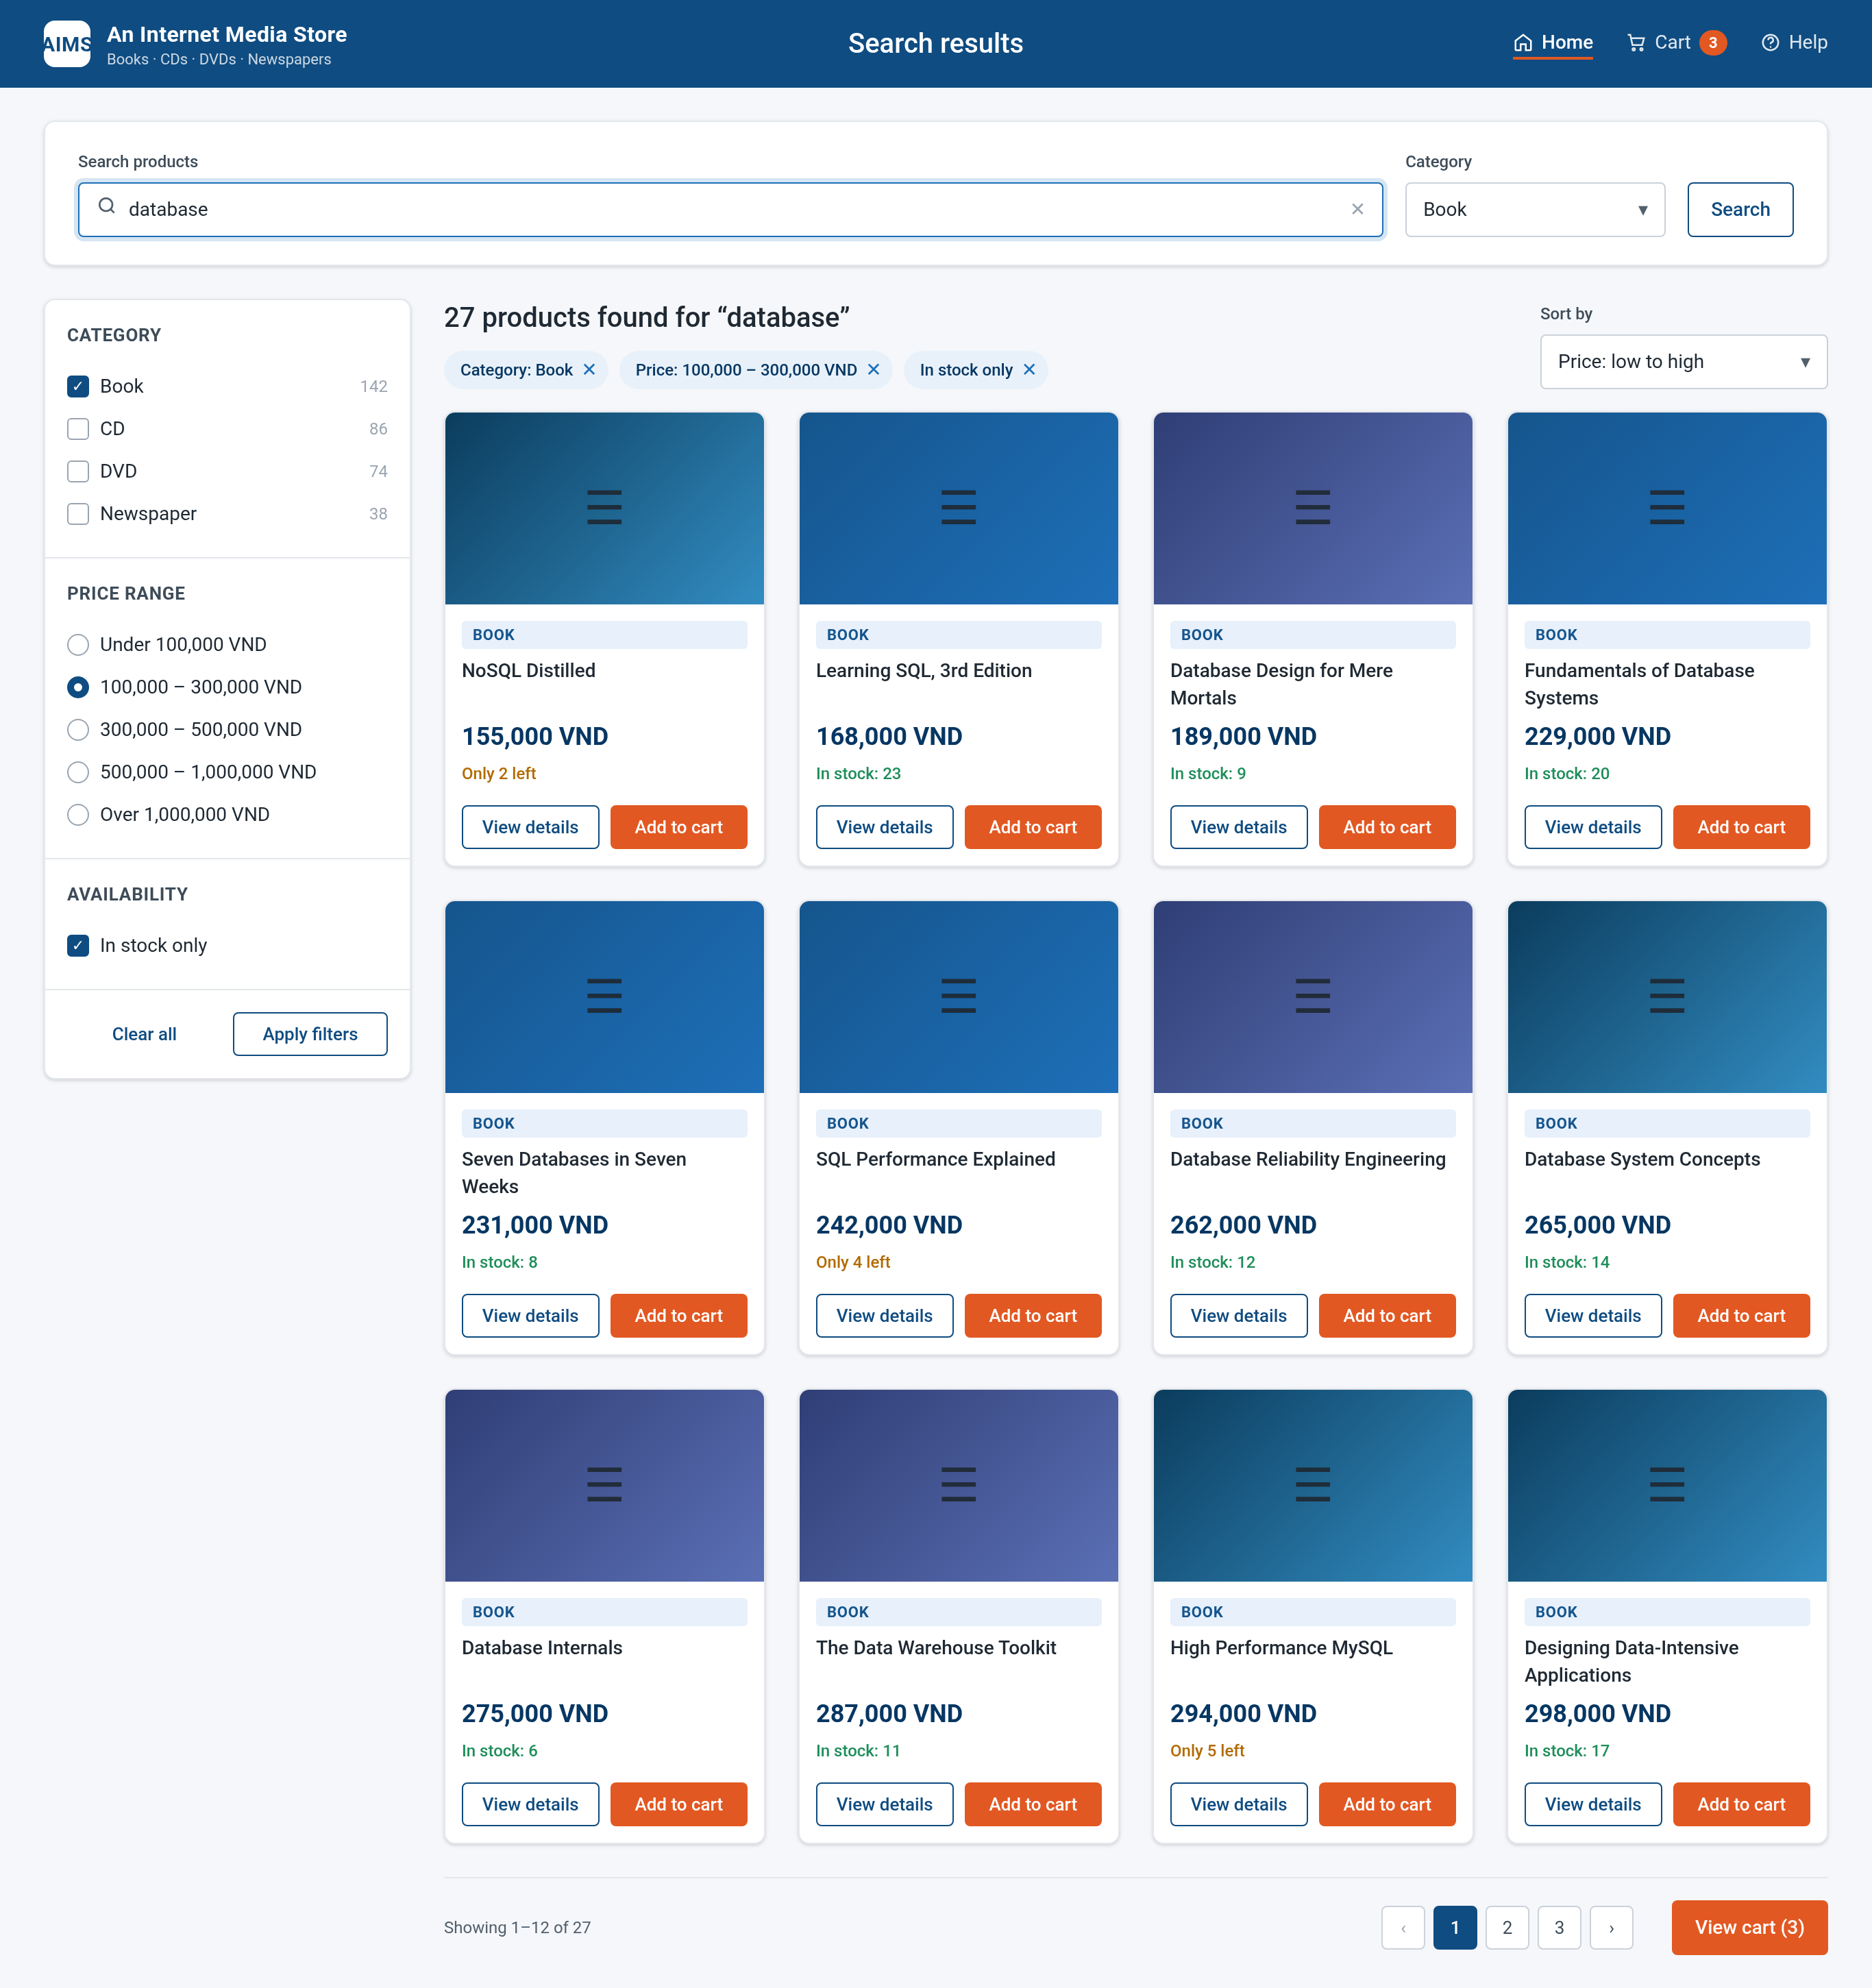 AIMS
An Internet Media Store
Books · CDs · DVDs · Newspapers
Search results
Home
Cart 3
Help
Search products
database ✕
Category
Book ▼
Search
CATEGORY
✓ Book 142
CD 86
DVD 74
Newspaper 38
PRICE RANGE
Under 100,000 VND
100,000 – 300,000 VND
300,000 – 500,000 VND
500,000 – 1,000,000 VND
Over 1,000,000 VND
AVAILABILITY
✓ In stock only
Clear all
Apply filters
27 products found for “database”
Category: Book ✕
Price: 100,000 – 300,000 VND ✕
In stock only ✕
Sort by
Price: low to high ▼
BOOK
NoSQL Distilled
155,000 VND
Only 2 left
View details
Add to cart
BOOK
Learning SQL, 3rd Edition
168,000 VND
In stock: 23
View details
Add to cart
BOOK
Database Design for Mere
Mortals
189,000 VND
In stock: 9
View details
Add to cart
BOOK
Fundamentals of Database
Systems
229,000 VND
In stock: 20
View details
Add to cart
BOOK
Seven Databases in Seven
Weeks
231,000 VND
In stock: 8
View details
Add to cart
BOOK
SQL Performance Explained
242,000 VND
Only 4 left
View details
Add to cart
BOOK
Database Reliability Engineering
262,000 VND
In stock: 12
View details
Add to cart
BOOK
Database System Concepts
265,000 VND
In stock: 14
View details
Add to cart
BOOK
Database Internals
275,000 VND
In stock: 6
View details
Add to cart
BOOK
The Data Warehouse Toolkit
287,000 VND
In stock: 11
View details
Add to cart
BOOK
High Performance MySQL
294,000 VND
Only 5 left
View details
Add to cart
BOOK
Designing Data-Intensive
Applications
298,000 VND
In stock: 17
View details
Add to cart
Showing 1–12 of 27
‹ 1 2 3 ›
View cart (3)